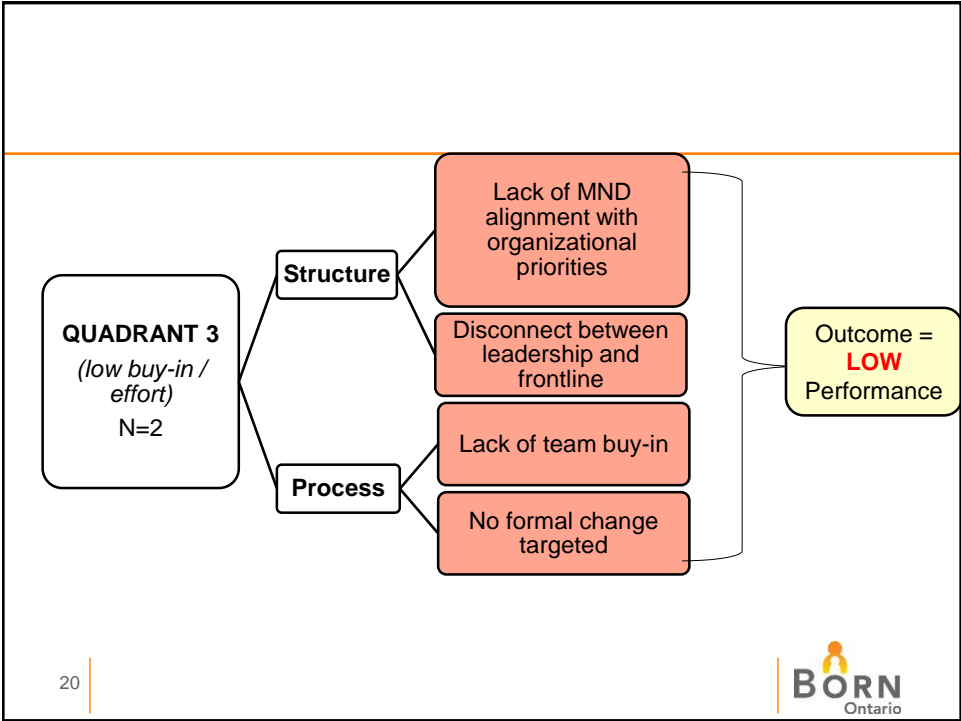 QUADRANT 3
(low buy-in /
effort)
N=2
Structure
Process
Lack of MND
alignment with
organizational
priorities
Disconnect between
leadership and
frontline
Lack of team buy-in
No formal change
targeted
Outcome =
LOW
Performance
20
BORN
Ontario